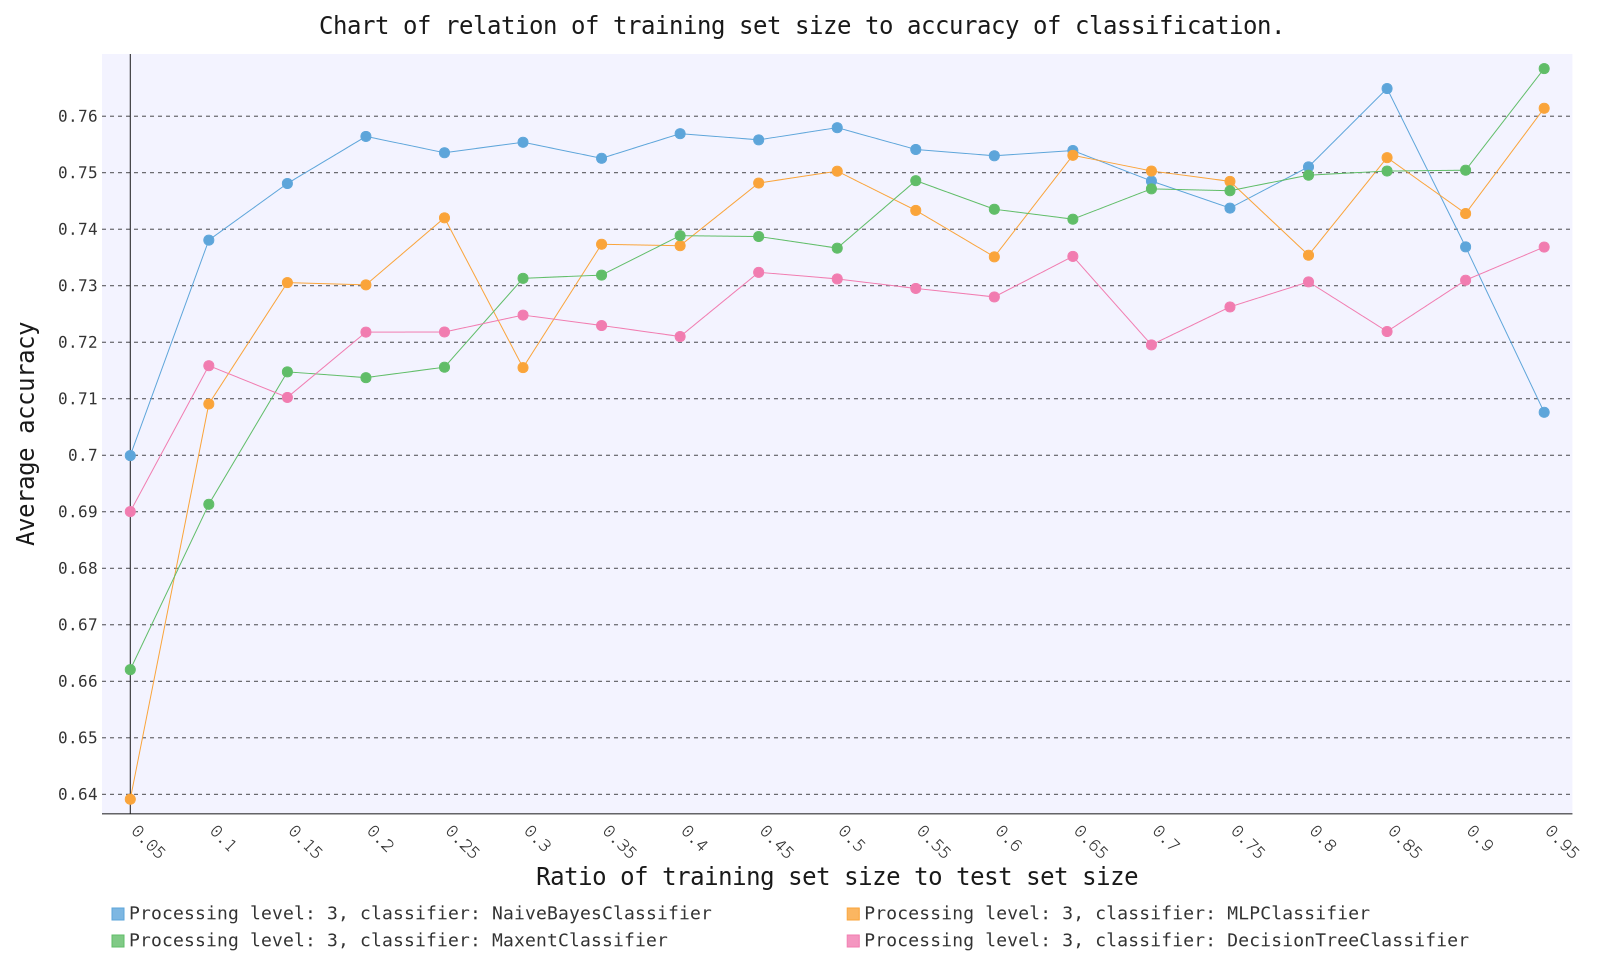 Chart of relation of training set size to accuracy of classification.
Average accuracy
0.76
0.75
0.74
0.73
0.72
0.71
0.7
0.69
0.68
0.67
0.66
0.65
0.64
0.05 0.1 0.15 0.2 0.25 0.3 0.35 0.4 0.45 0.5 0.55 0.6 0.65 0.7 0.75 0.8 0.85 0.9 0.95
Ratio of training set size to test set size
Processing level: 3, classifier: NaiveBayesClassifier
Processing level: 3, classifier: MLPClassifier
Processing level: 3, classifier: MaxentClassifier
Processing level: 3, classifier: DecisionTreeClassifier